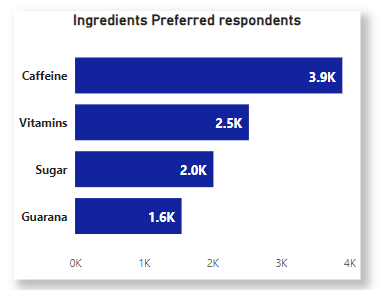 Ingredients Preferred respondents
Caffeine 3.9K
Vitamins 2.5K
Sugar 2.0K
Guarana 1.6K
0K 1K 2K 3K 4K